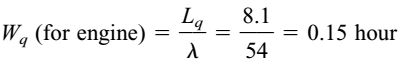 W_q (for engine) = L_q / λ = 8.1 / 54 = 0.15 hour